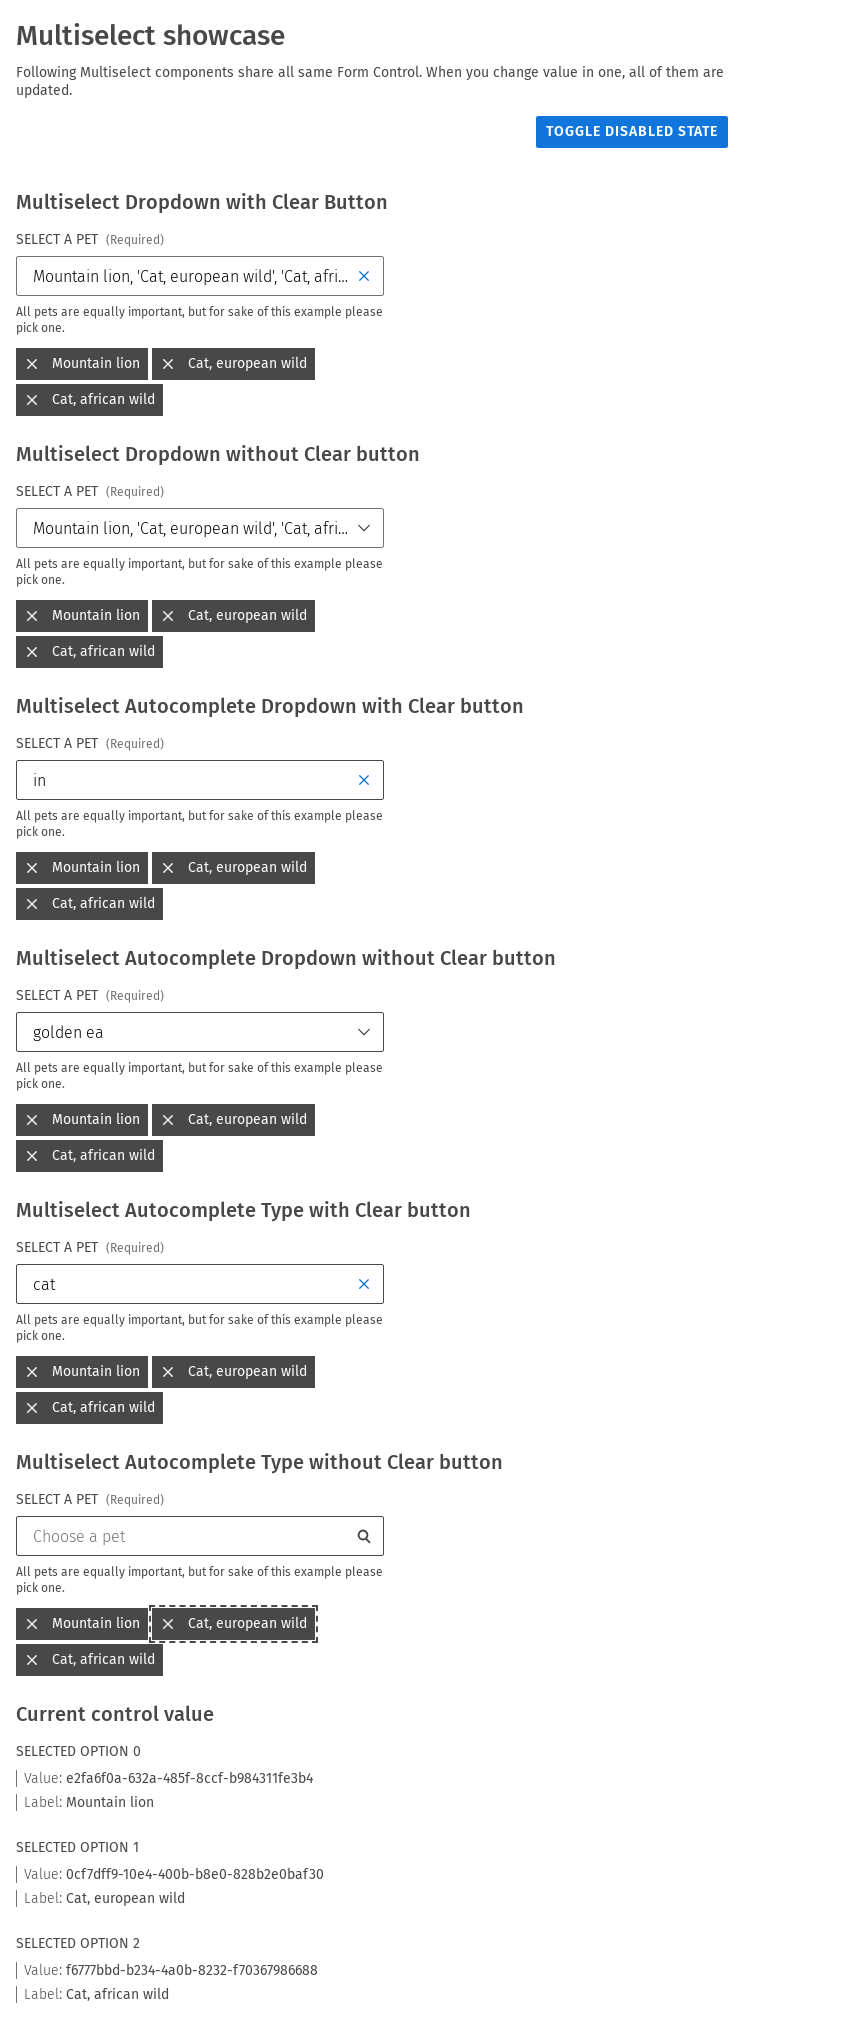 Multiselect showcase
Following Multiselect components share all same Form Control. When you change value in one, all of them are
updated.
TOGGLE DISABLED STATE
Multiselect Dropdown with Clear Button
SELECT A PET (Required)
Mountain lion, 'Cat, european wild', 'Cat, afri...
All pets are equally important, but for sake of this example please
pick one.
Mountain lion Cat, european wild
Cat, african wild
Multiselect Dropdown without Clear button
SELECT A PET (Required)
Mountain lion, 'Cat, european wild', 'Cat, afri...
All pets are equally important, but for sake of this example please
pick one.
Mountain lion Cat, european wild
Cat, african wild
Multiselect Autocomplete Dropdown with Clear button
SELECT A PET (Required)
in
All pets are equally important, but for sake of this example please
pick one.
Mountain lion Cat, european wild
Cat, african wild
Multiselect Autocomplete Dropdown without Clear button
SELECT A PET (Required)
golden ea
All pets are equally important, but for sake of this example please
pick one.
Mountain lion Cat, european wild
Cat, african wild
Multiselect Autocomplete Type with Clear button
SELECT A PET (Required)
cat
All pets are equally important, but for sake of this example please
pick one.
Mountain lion Cat, european wild
Cat, african wild
Multiselect Autocomplete Type without Clear button
SELECT A PET (Required)
Choose a pet
All pets are equally important, but for sake of this example please
pick one.
Mountain lion Cat, european wild
Cat, african wild
Current control value
SELECTED OPTION 0
Value: e2fa6f0a-632a-485f-8ccf-b984311fe3b4
Label: Mountain lion
SELECTED OPTION 1
Value: 0cf7dff9-10e4-400b-b8e0-828b2e0baf30
Label: Cat, european wild
SELECTED OPTION 2
Value: f6777bbd-b234-4a0b-8232-f70367986688
Label: Cat, african wild